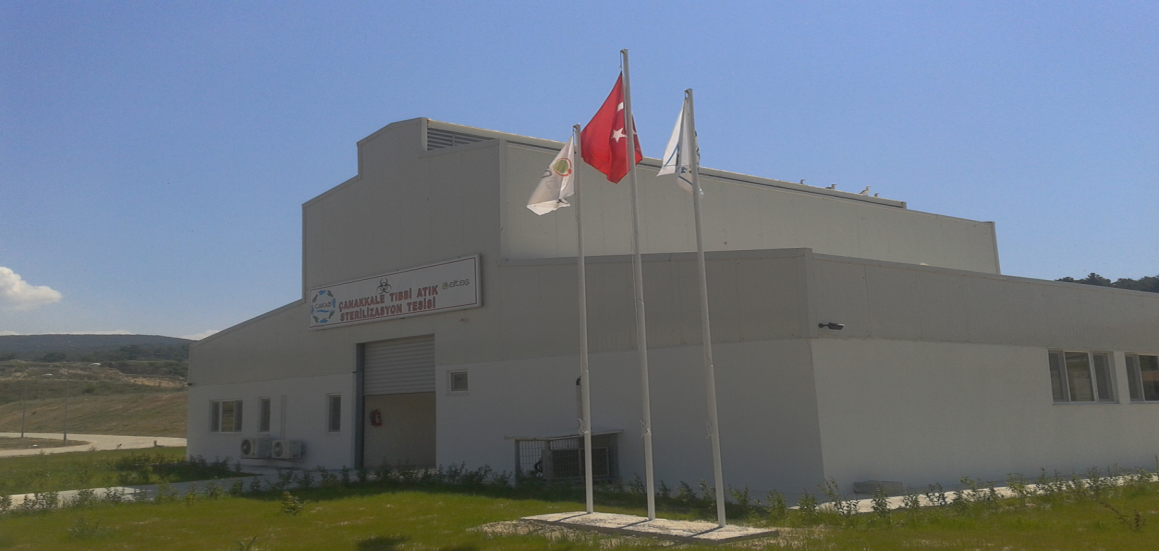 ÇANAKKALE TIBBİ ATIK
STERİLİZASYON TESİSİ